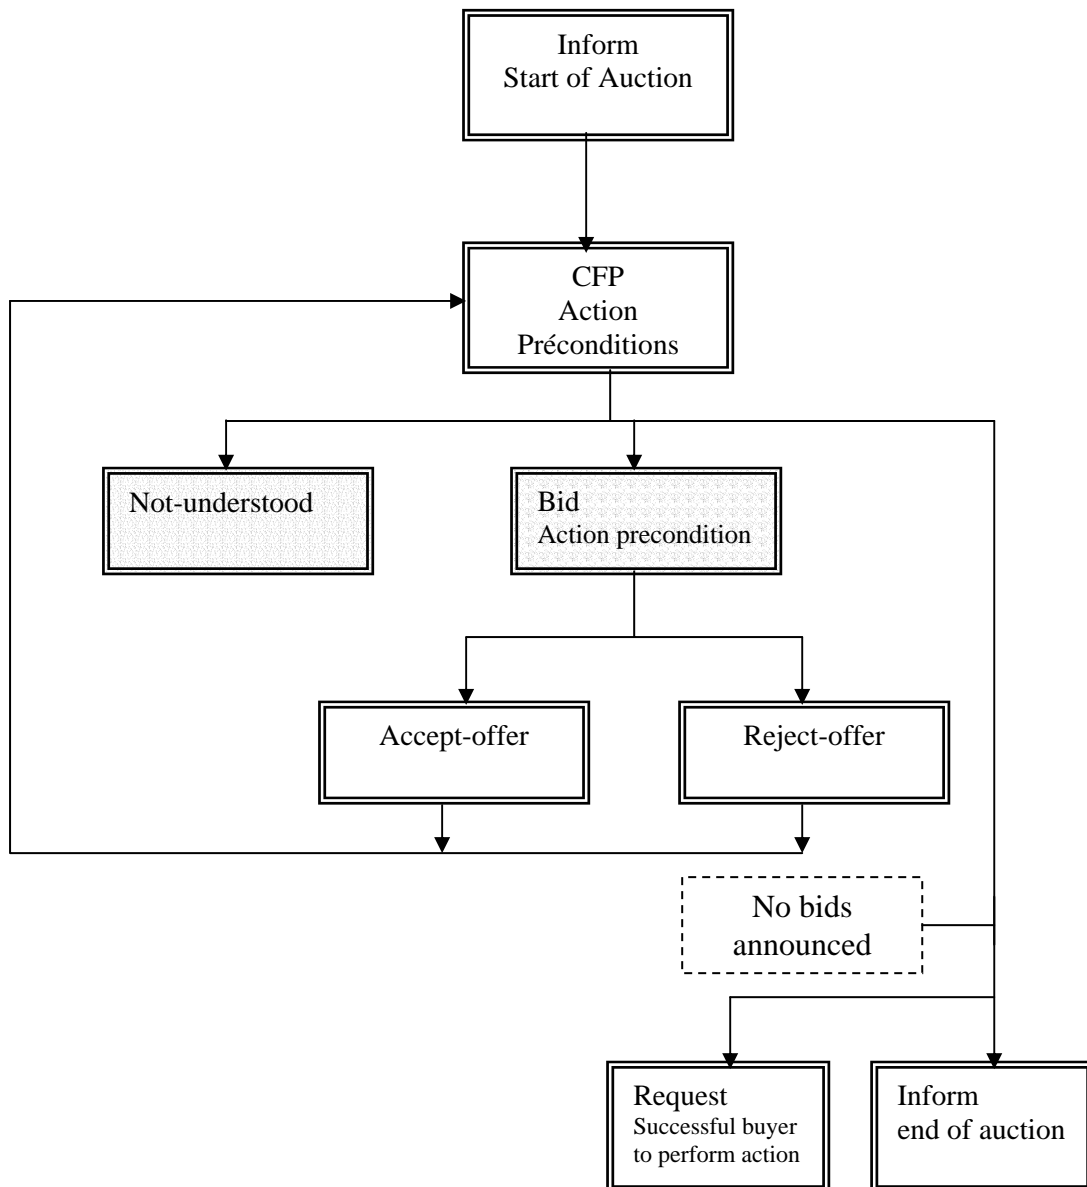 Inform
Start of Auction
CFP
Action
Préconditions
Not-understood
Bid
Action precondition
Accept-offer
Reject-offer
No bids
announced
Request
Successful buyer
to perform action
Inform
end of auction